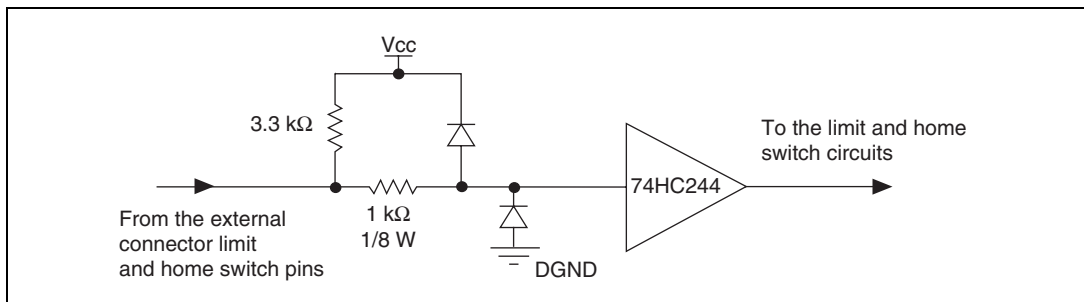 Vcc
3.3 kΩ
To the limit and home
switch circuits
74HC244
From the external
connector limit
and home switch pins
1 kΩ
1/8 W
DGND